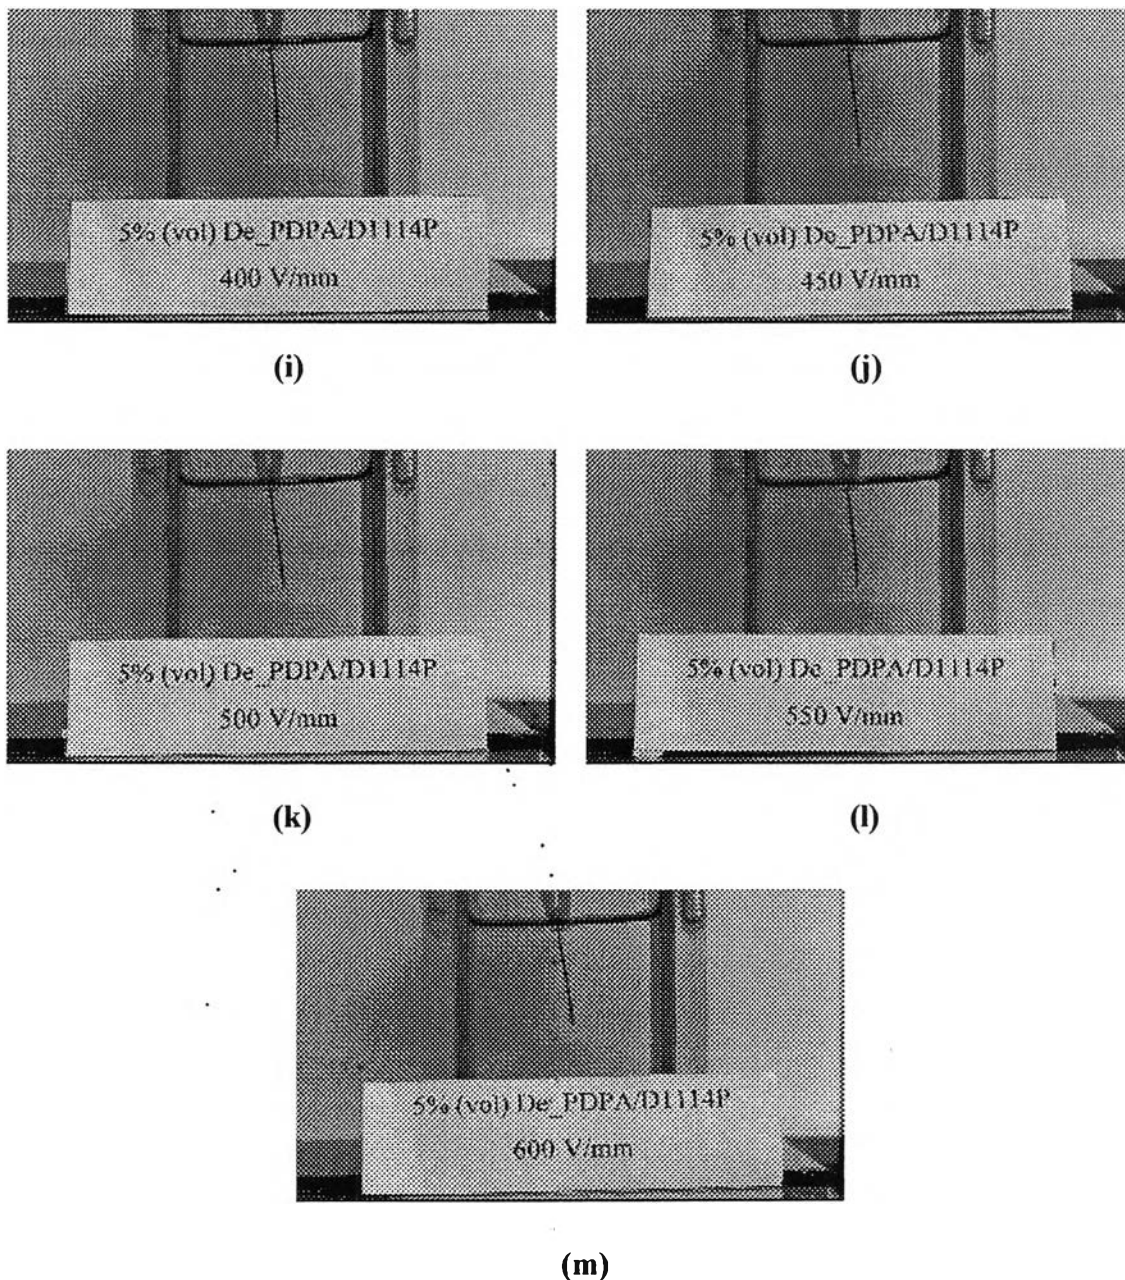 5% (vol) De_PDPA/D1114P
400 V/mm
(i)
5% (vol) De_PDPA/D1114P
450 V/mm
(j)
5% (vol) De_PDPA/D1114P
500 V/mm
(k)
5% (vol) De_PDPA/D1114P
550 V/mm
(l)
5% (vol) De_PDPA/D1114P
600 V/mm
(m)